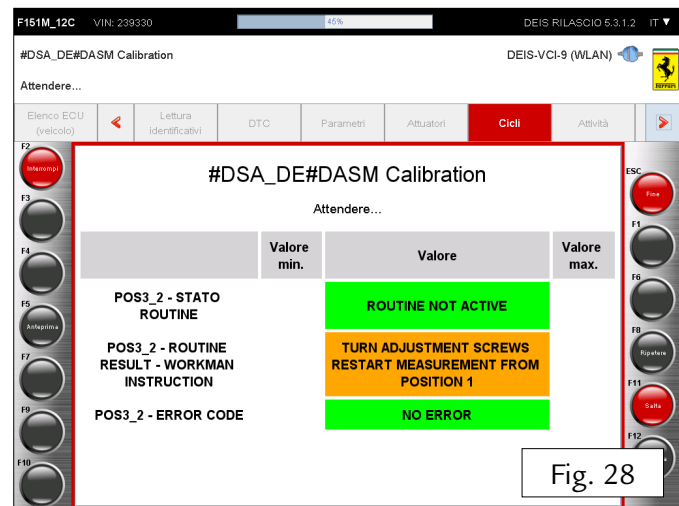 F151M_12C VIN: 239330 45% DEIS RILASCIO 5.3.1.2 IT ▼
#DSA_DE#DASM Calibration DEIS-VCI-9 (WLAN)
Attendere...
Ferrari
Elenco ECU
(veicolo)
Lettura
identificativi
DTC
Parametri
Attuatori
Cicli
Attività
F2
Interrompi
F3
F4
F5
Anteprima
F7
F9
F10
#DSA_DE#DASM Calibration
Attendere...
Valore
min.
Valore
Valore
max.
POS3_2 - STATO
ROUTINE
ROUTINE NOT ACTIVE
POS3_2 - ROUTINE
RESULT - WORKMAN
INSTRUCTION
TURN ADJUSTMENT SCREWS
RESTART MEASUREMENT FROM
POSITION 1
POS3_2 - ERROR CODE
NO ERROR
ESC
Fine
F1
F6
F8
Ripetere
F11
Salta
F12
Fig. 28